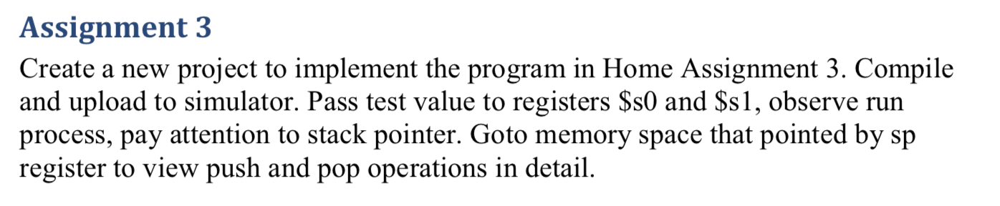 Assignment 3
Create a new project to implement the program in Home Assignment 3. Compile
and upload to simulator. Pass test value to registers $s0 and $s1, observe run
process, pay attention to stack pointer. Goto memory space that pointed by sp
register to view push and pop operations in detail.